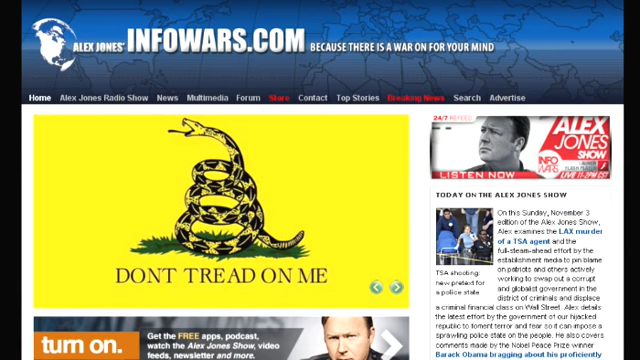 ALEX JONES' INFOWARS.COM BECAUSE THERE IS A WAR ON FOR YOUR MIND
Home Alex Jones Radio Show News Multimedia Forum Store Contact Top Stories Breaking News Search Advertise
DONT TREAD ON ME
turn on.
Get the FREE apps, podcast,
watch the Alex Jones Show, video
feeds, newsletter and more.
24/7
ALEX
JONES
SHOW
INFO
WARS
LISTEN NOW
LIVE 11-2PM CST
TODAY ON THE ALEX JONES SHOW
TSA shooting:
new pretext for
a police state
On this Sunday, November 3
edition of the Alex Jones Show,
Alex examines the LAX murder
of a TSA agent and the
full-steam-ahead effort by the
establishment media to pin blame
on patriots and others actively
working to swap out a corrupt
and globalist government in the
district of criminals and displace
a criminal financial class on Wall Street. Alex details
the latest effort by the government of our hijacked
republic to torment terror and fear so it can impose a
sprawling police state on the people. He also covers
comments made by the Nobel Peace Prize winner
Barack Obama bragging about his proficiently